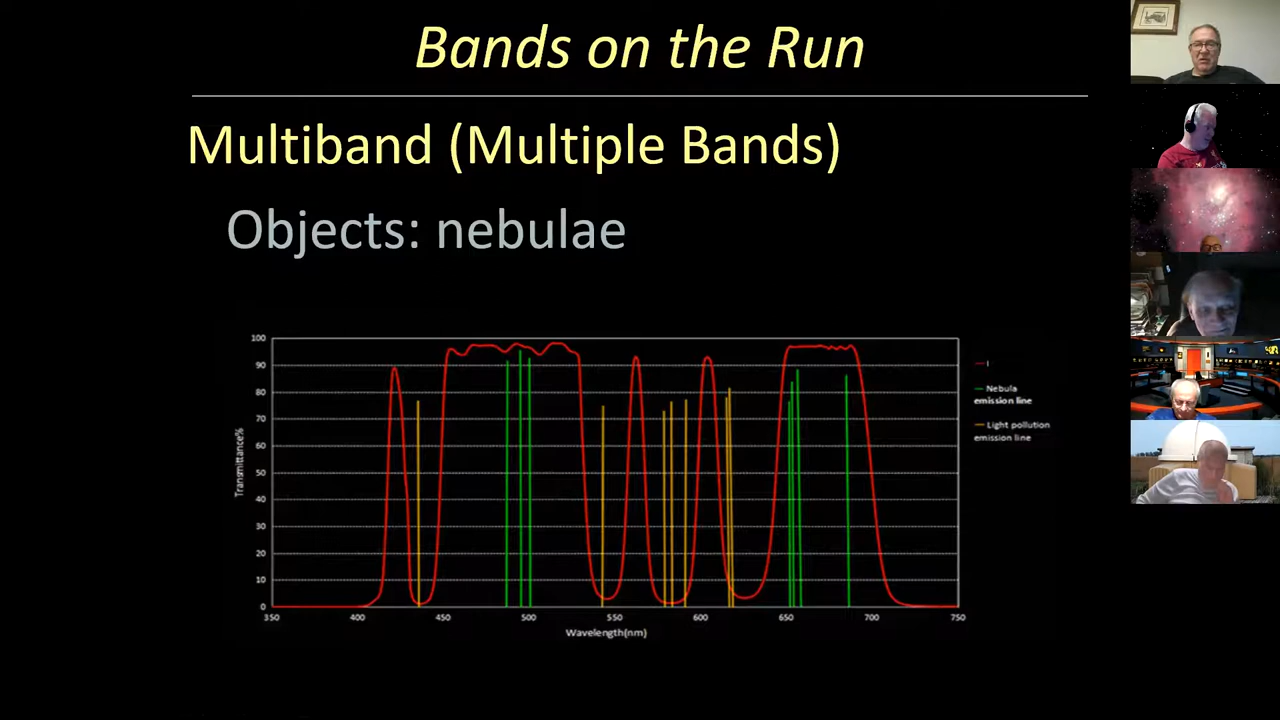 Bands on the Run
Multiband (Multiple Bands)
Objects: nebulae
100
90
80
70
60
50
40
30
20
10
0
Transmittance%
350 400 450 500 550 600 650 700 750
Wavelength(nm)
I
Nebula
emission line
Light pollution
emission line